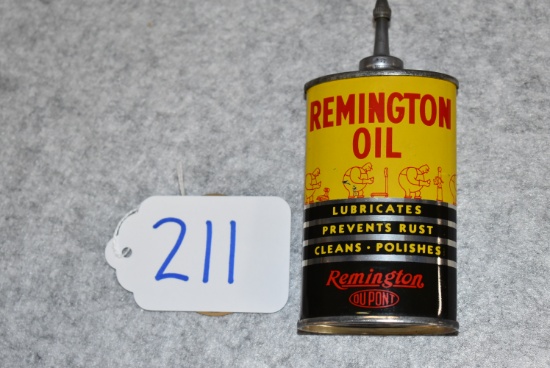 REMINGTON
OIL
LUBRICATES
PREVENTS RUST
CLEANS · POLISHES
Remington
DU PONT
211